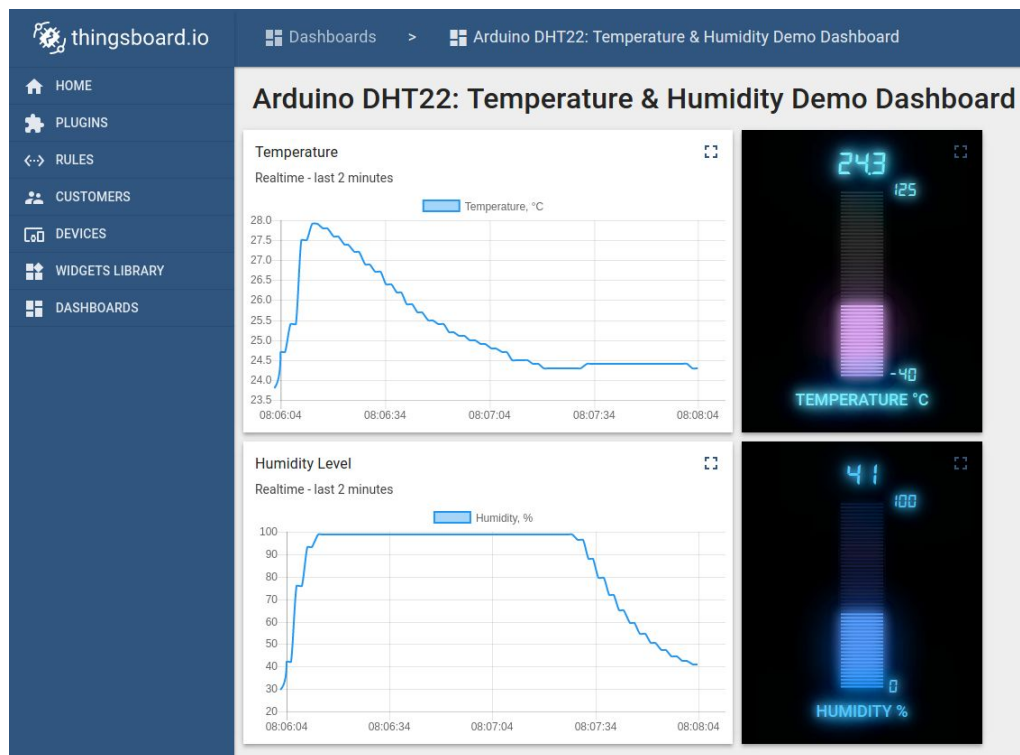 thingsboard.io
Dashboards > Arduino DHT22: Temperature & Humidity Demo Dashboard
HOME
PLUGINS
RULES
CUSTOMERS
DEVICES
WIDGETS LIBRARY
DASHBOARDS
Arduino DHT22: Temperature & Humidity Demo Dashboard
Temperature
Realtime - last 2 minutes
Temperature, °C
28.0
27.5
27.0
26.5
26.0
25.5
25.0
24.5
24.0
23.5
08:06:04 08:06:34 08:07:04 08:07:34 08:08:04
24.3
125
-40
TEMPERATURE °C
Humidity Level
Realtime - last 2 minutes
Humidity, %
100
90
80
70
60
50
40
30
20
08:06:04 08:06:34 08:07:04 08:07:34 08:08:04
41
100
0
HUMIDITY %